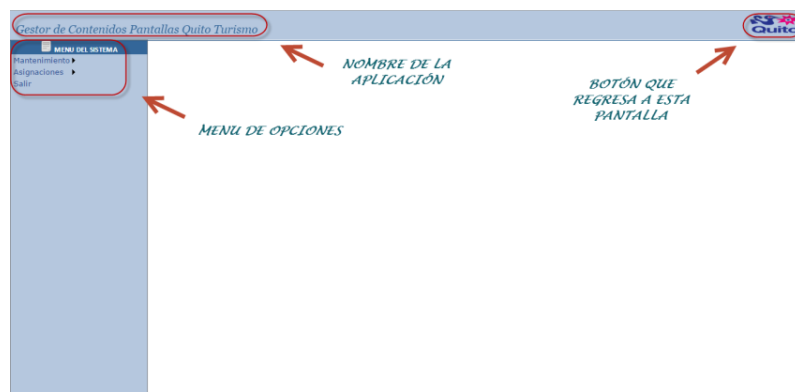 Gestor de Contenidos Pantallas Quito Turismo
Quito
MENU DEL SISTEMA
Mantenimiento
Asignaciones
Salir
NOMBRE DE LA
APLICACIÓN
BOTÓN QUE
REGRESA A ESTA
PANTALLA
MENU DE OPCIONES